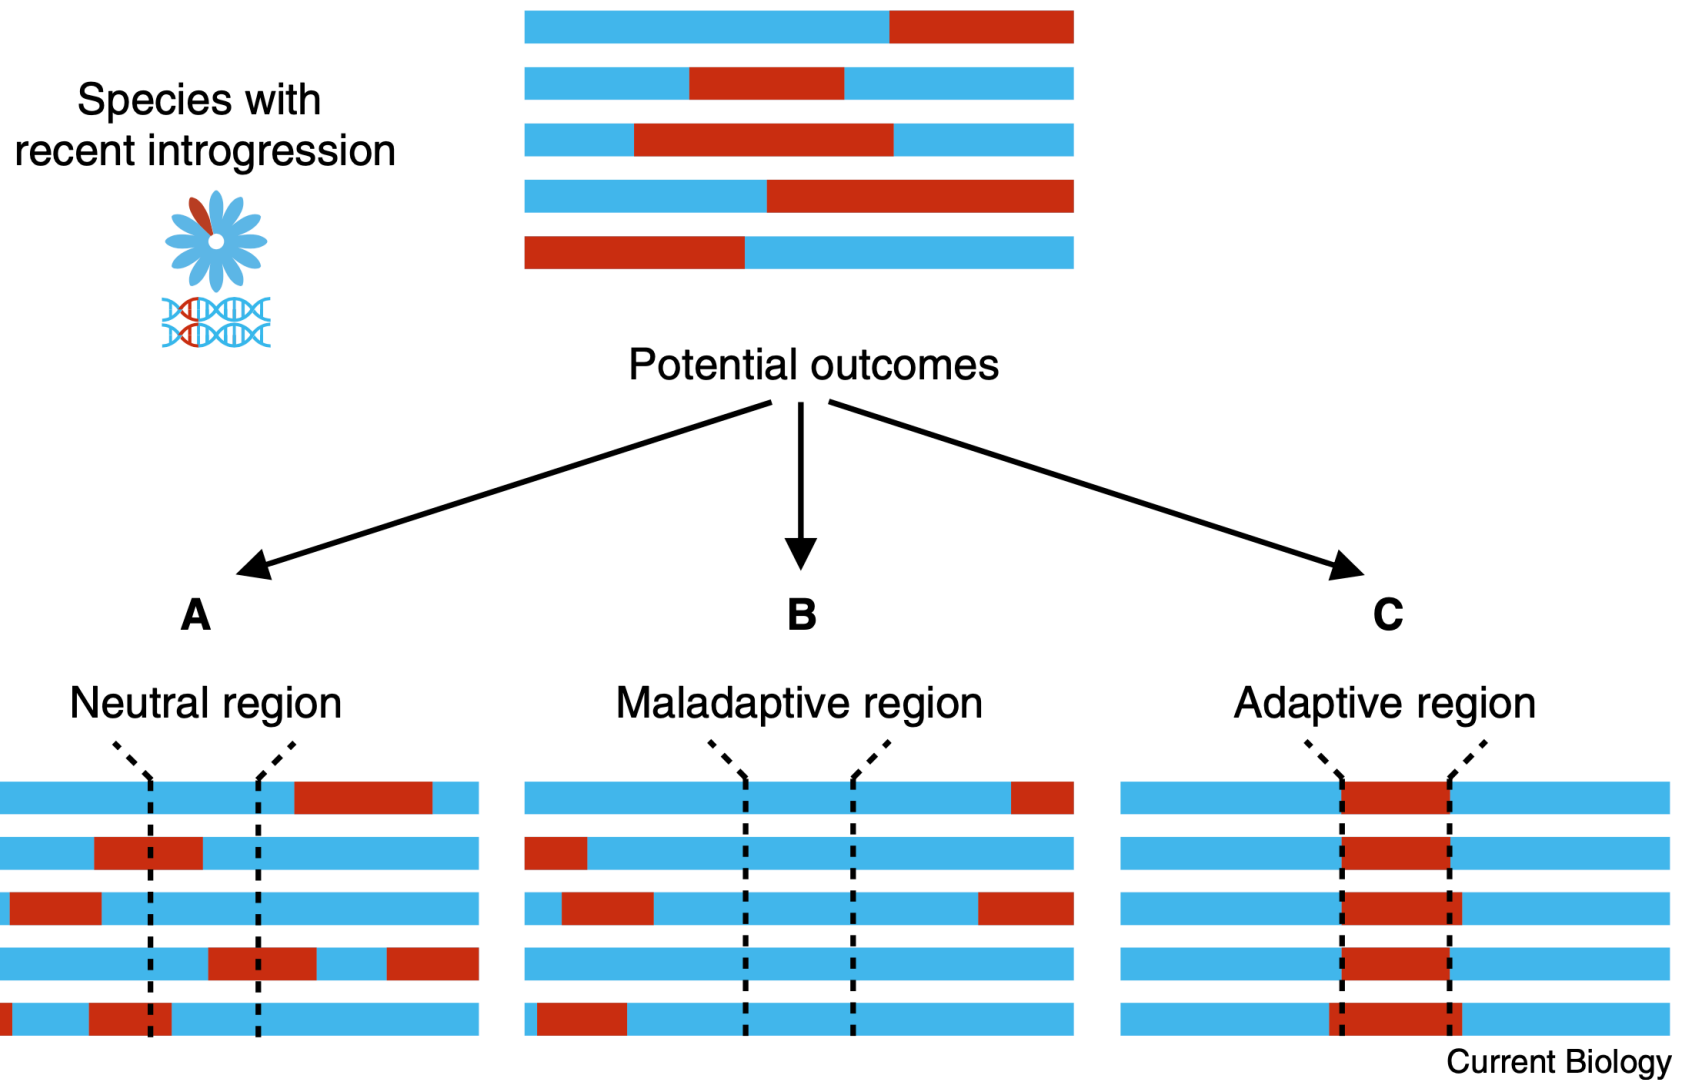 Species with
recent introgression
Potential outcomes
A
B
C
Neutral region
Maladaptive region
Adaptive region
Current Biology